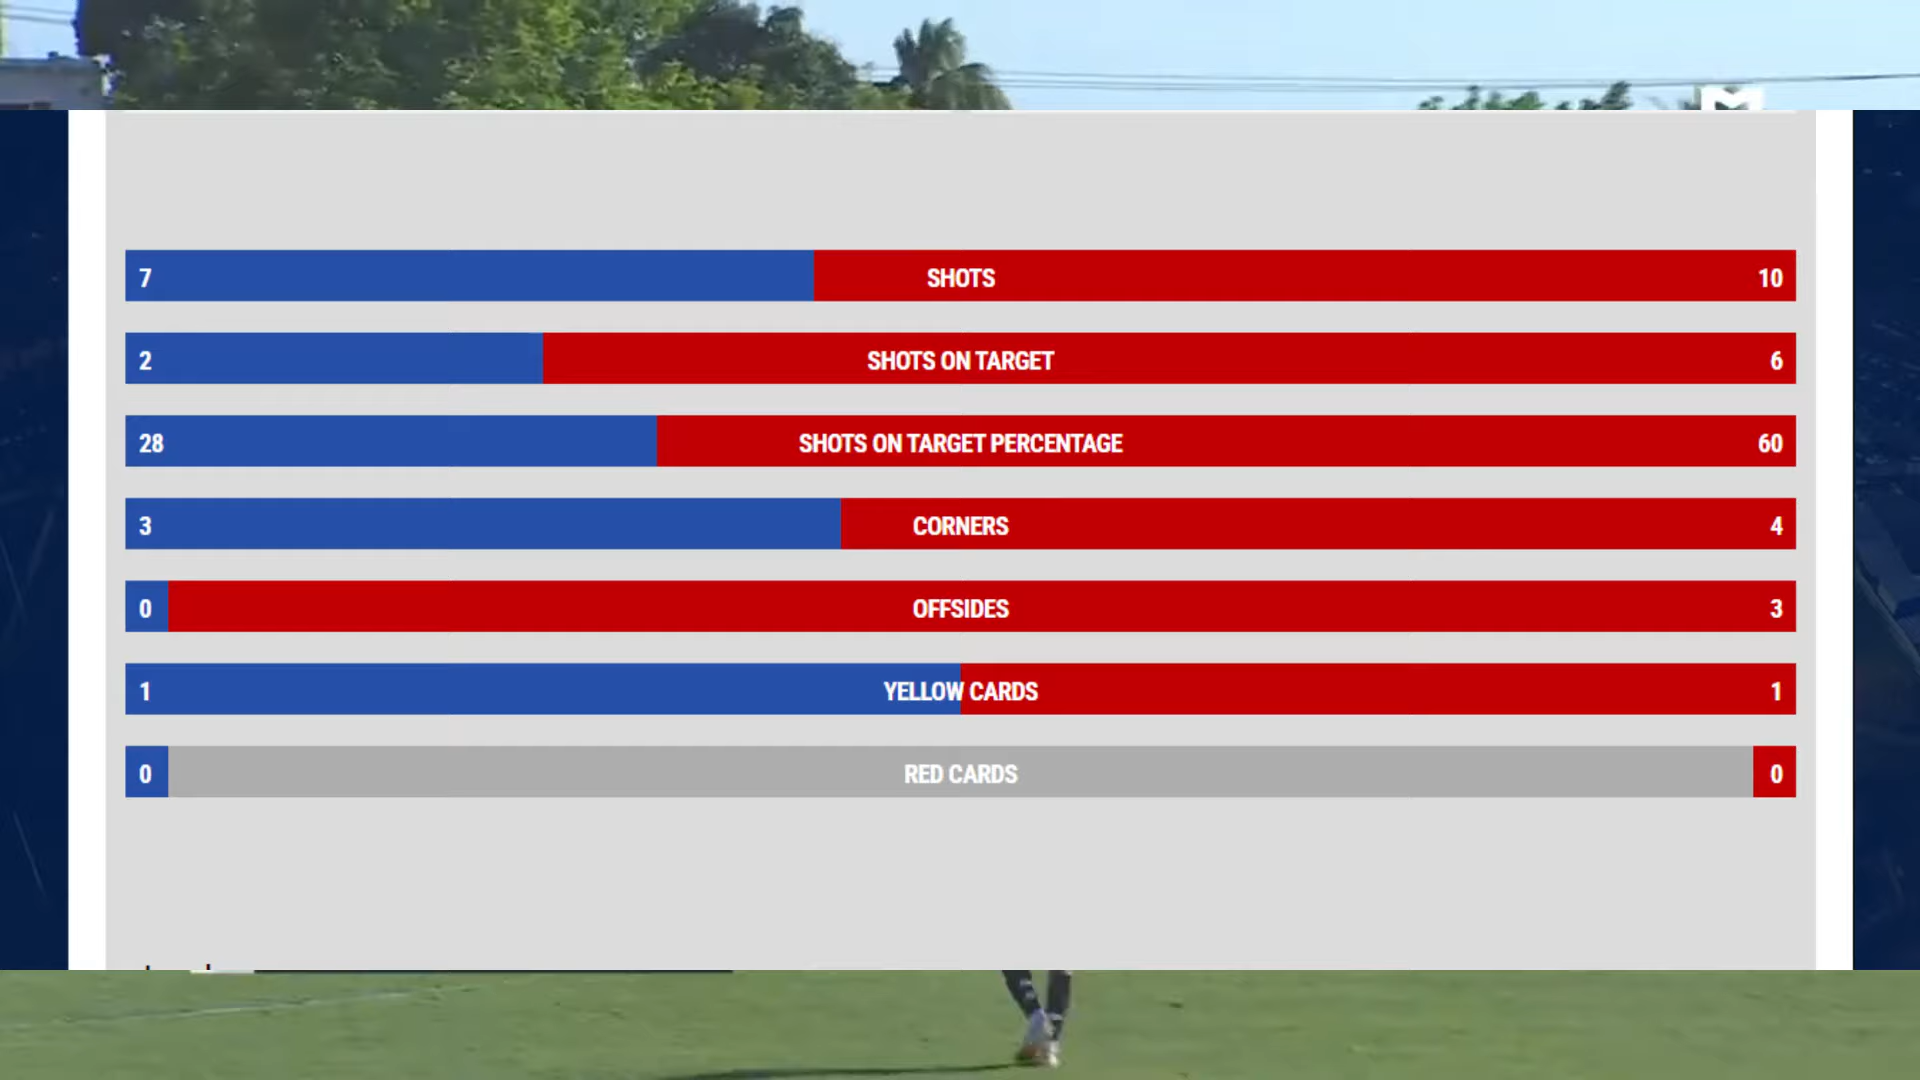 7 SHOTS 10
2 SHOTS ON TARGET 6
28 SHOTS ON TARGET PERCENTAGE 60
3 CORNERS 4
0 OFFSIDES 3
1 YELLOW CARDS 1
0 RED CARDS 0